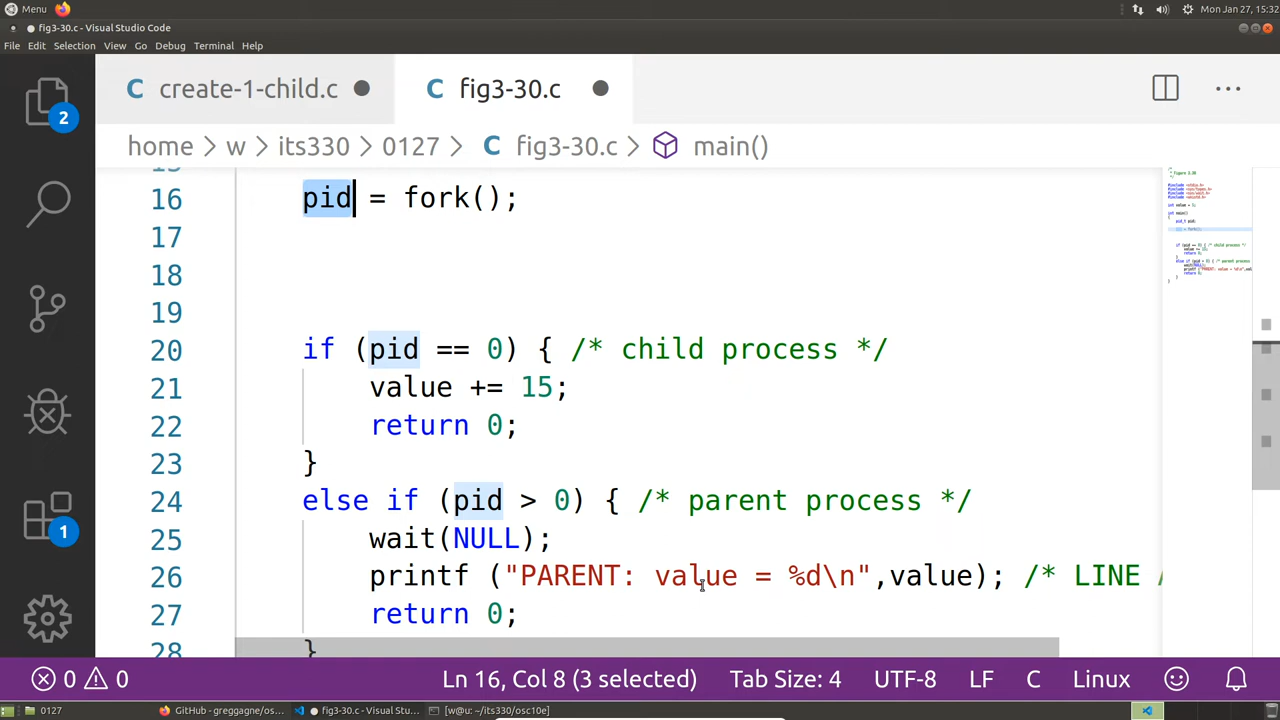 Menu
Mon Jan 27, 15:32
fig3-30.c - Visual Studio Code
File Edit Selection View Go Debug Terminal Help
C create-1-child.c C fig3-30.c
home > w > its330 > 0127 > C fig3-30.c > main()
16 pid = fork();
17
18
19
20 if (pid == 0) { /* child process */
21 value += 15;
22 return 0;
23 }
24 else if (pid > 0) { /* parent process */
25 wait(NULL);
26 printf ("PARENT: value = %d\n",value); /* LINE
27 return 0;
28 }
2
1
0 0 Ln 16, Col 8 (3 selected) Tab Size: 4 UTF-8 LF C Linux
0127 GitHub - greggagne/os... fig3-30.c - Visual Stu... [w@u: ~/its330/osc10e]